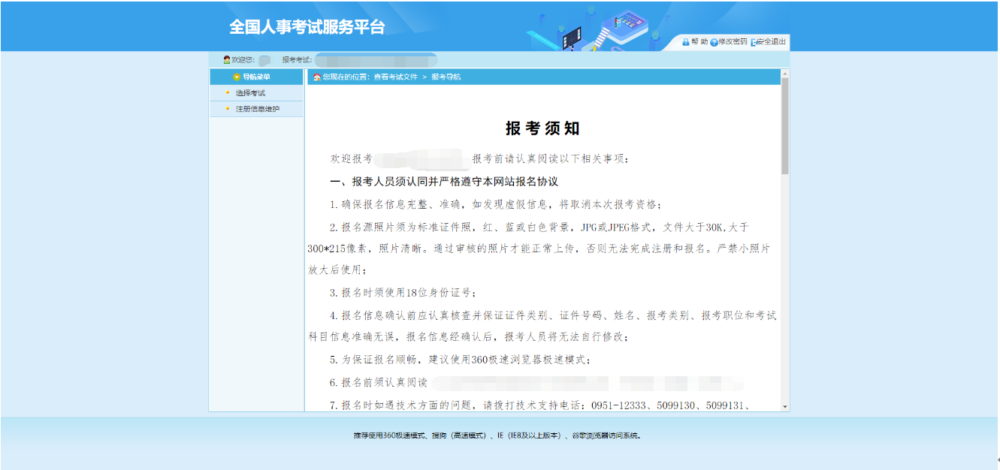 全国人事考试服务平台
帮 助 修改密码 安全退出
欢迎您: 报考考试:
导航菜单
选择考试
注册信息维护
您现在的位置：查看考试文件 > 报考导航
报 考 须 知
欢迎报考 报考前请认真阅读以下相关事项：
一、报考人员须认同并严格遵守本网站报名协议
1.确保报名信息完整、准确，如发现虚假信息，将取消本次报考资格；
2.报名源照片须为标准证件照，红、蓝或白色背景，JPG或JPEG格式，文件大于30K,大于
300*215像素，照片清晰。通过审核的照片才能正常上传，否则无法完成注册和报名。严禁小照片
放大后使用；
3.报名时须使用18位身份证号；
4.报名信息确认前应认真核查并保证证件类别、证件号码、姓名、报考类别、报考职位和考试
科目信息准确无误，报名信息经确认后，报考人员将无法自行修改；
5.为保证报名顺畅，建议使用360极速浏览器极速模式；
6.报名前须认真阅读
7.报名时如遇技术方面的问题，请拨打技术支持电话：0951-12333、5099130、5099131、
推荐使用360极速模式、搜狗（高速模式）、IE（IE8及以上版本）、谷歌浏览器访问系统。